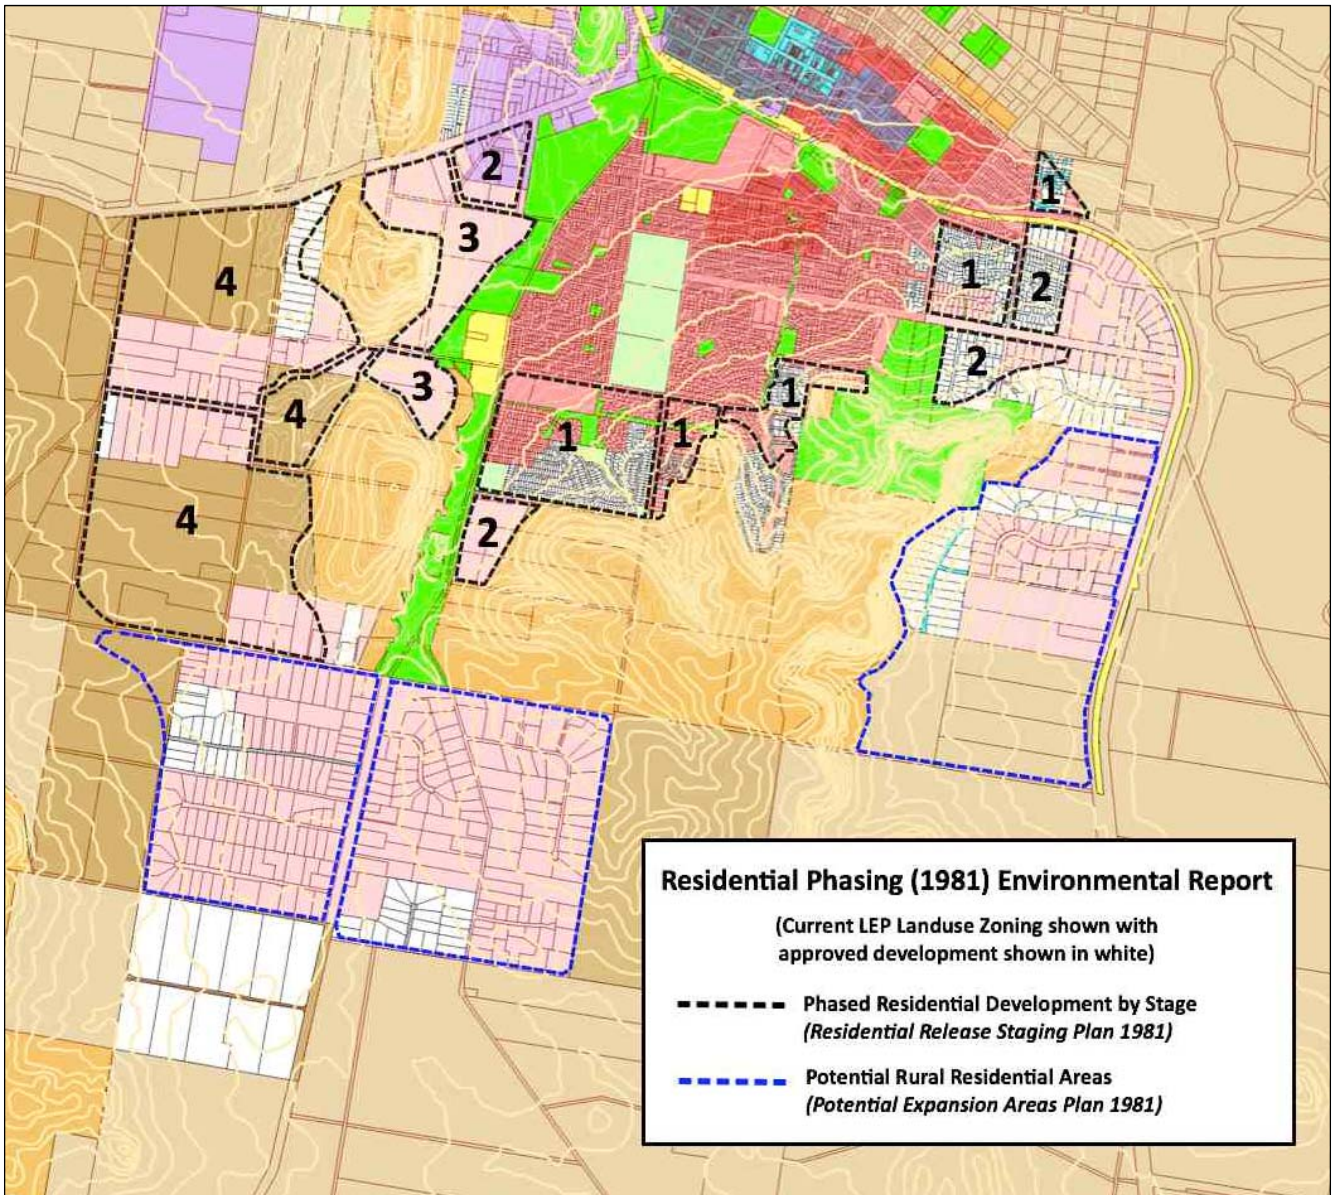 2
1
3
4
1
2
2
3
1
4
1
1
4
2
Residential Phasing (1981) Environmental Report
(Current LEP Landuse Zoning shown with
approved development shown in white)
Phased Residential Development by Stage
(Residential Release Staging Plan 1981)
Potential Rural Residential Areas
(Potential Expansion Areas Plan 1981)